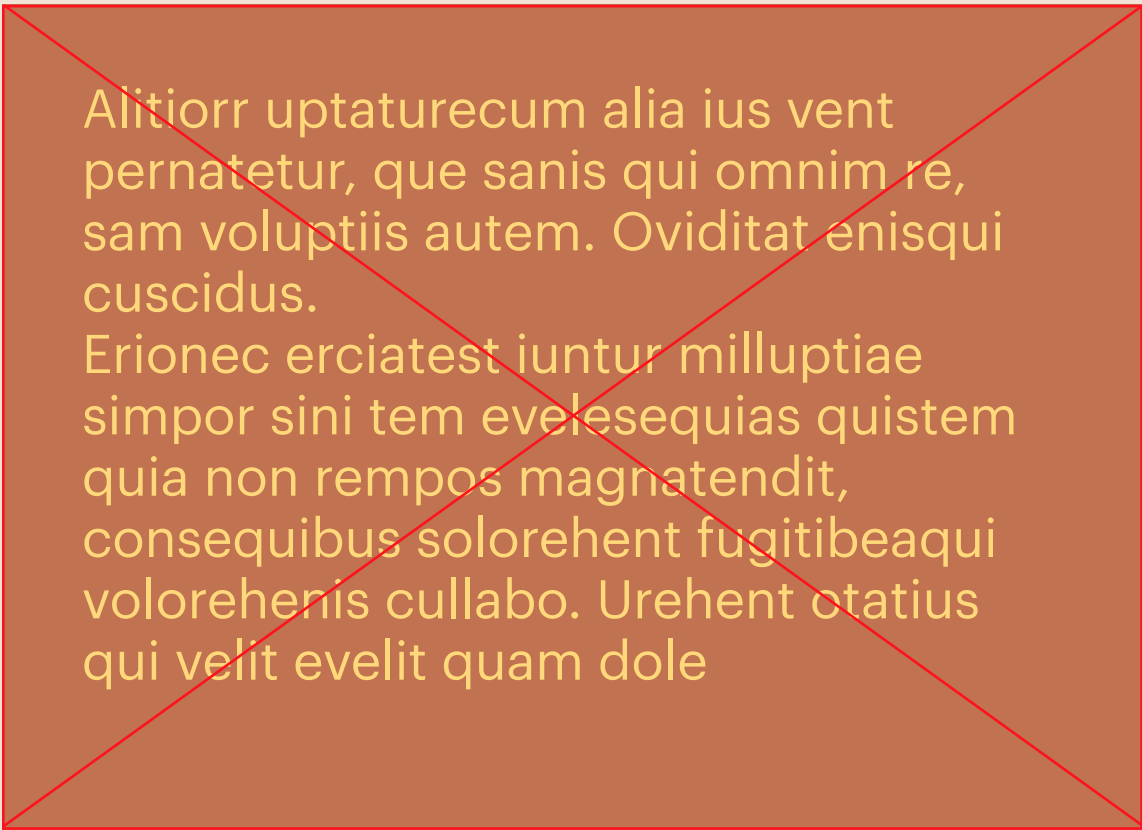 Alitiorr uptaturecum alia ius vent
pernatetur, que sanis qui omnim re,
sam voluptiis autem. Oviditat enisqui
cuscidus.
Erionec erciatest iuntur milluptiae
simpor sini tem evelesequias quistem
quia non rempos magnatendit,
consequibus solorehent fugitibeaqui
volorehenis cullabo. Urehent otatius
qui velit evelit quam dole